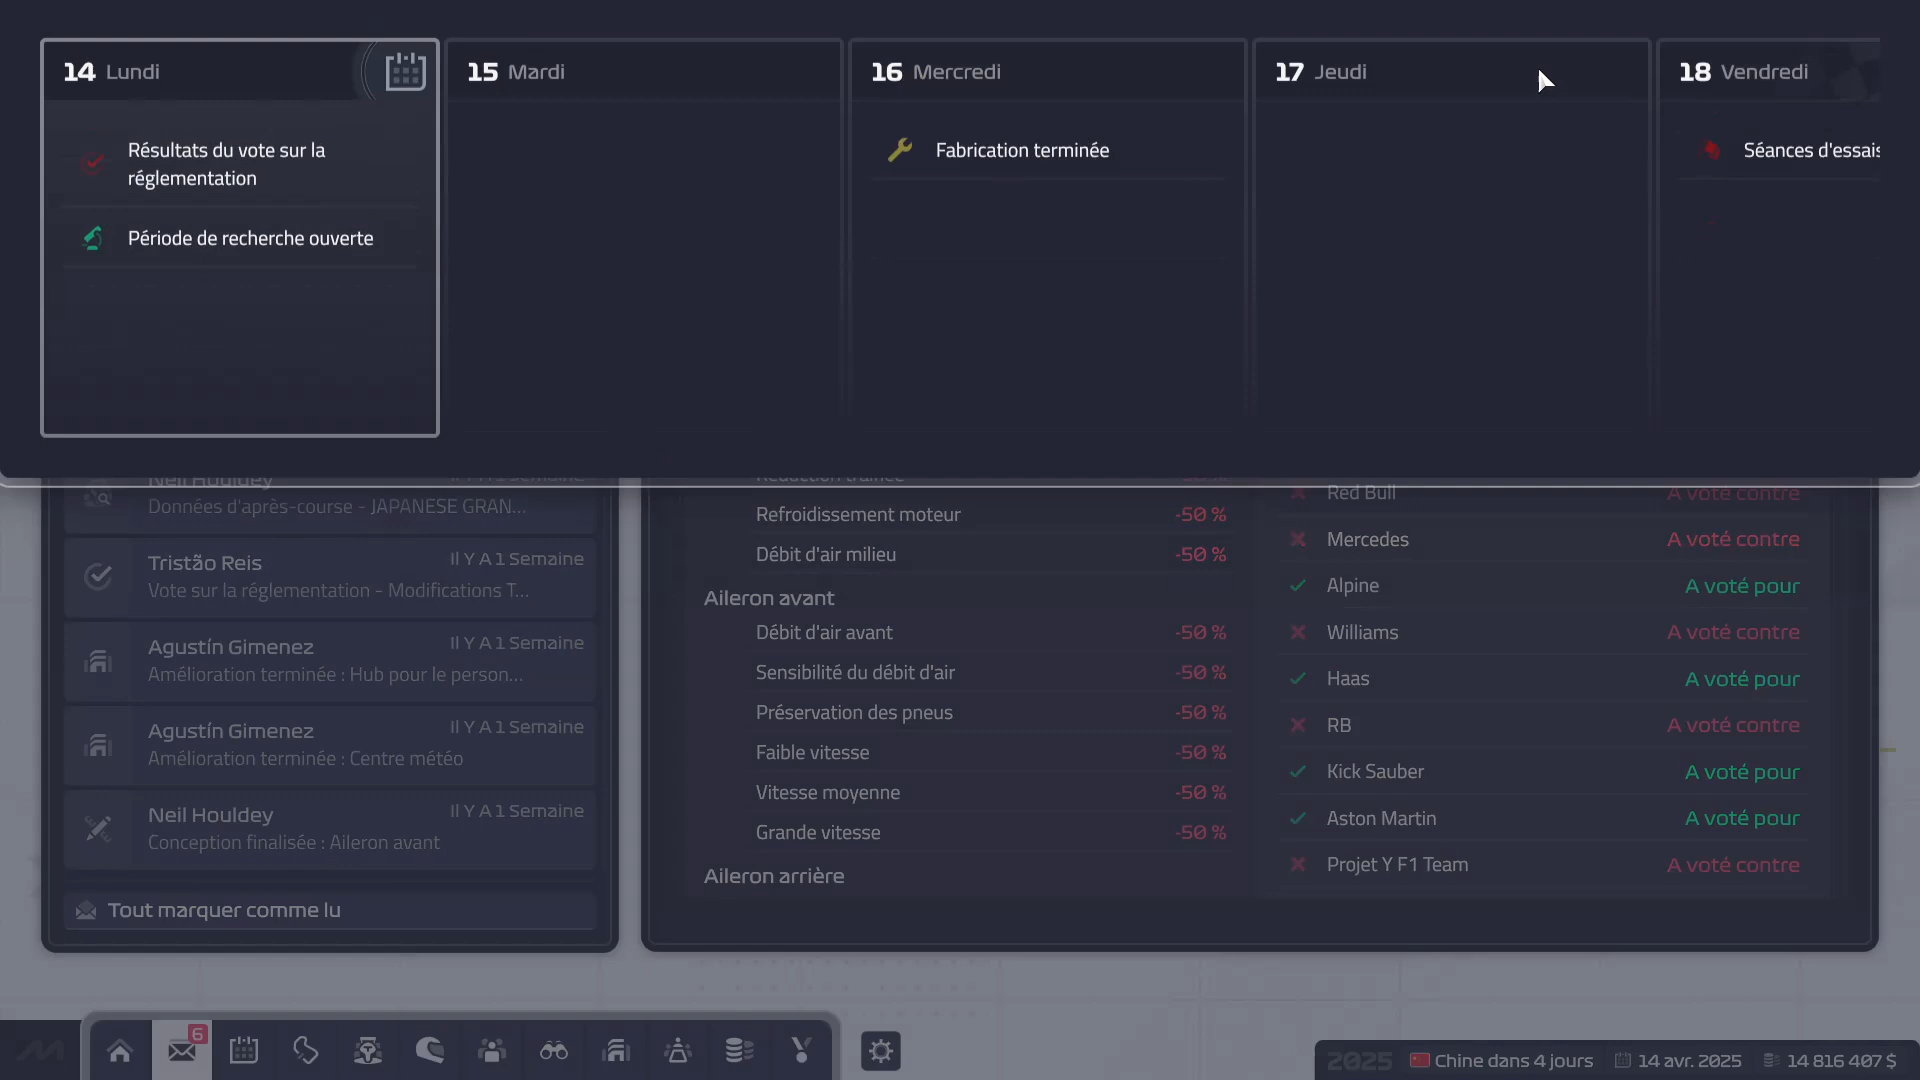 14 Lundi
Résultats du vote sur la
réglementation
Période de recherche ouverte
15 Mardi
16 Mercredi
Fabrication terminée
17 Jeudi
18 Vendredi
Séances d'essais
Neil Houldey
Il Y A 1 Semaine
Données d'après-course - JAPANESE GRAN...
Tristão Reis
Il Y A 1 Semaine
Vote sur la réglementation - Modifications T...
Agustín Gimenez
Il Y A 1 Semaine
Amélioration terminée : Hub pour le person...
Agustín Gimenez
Il Y A 1 Semaine
Amélioration terminée : Centre météo
Neil Houldey
Il Y A 1 Semaine
Conception finalisée : Aileron avant
Tout marquer comme lu
Réduction traînée
Refroidissement moteur -50 %
Débit d'air milieu -50 %
Aileron avant
Débit d'air avant -50 %
Sensibilité du débit d'air -50 %
Préservation des pneus -50 %
Faible vitesse -50 %
Vitesse moyenne -50 %
Grande vitesse -50 %
Aileron arrière
Red Bull A voté contre
Mercedes A voté contre
Alpine A voté pour
Williams A voté contre
Haas A voté pour
RB A voté contre
Kick Sauber A voté pour
Aston Martin A voté pour
Projet Y F1 Team A voté contre
6
2025 Chine dans 4 jours 14 avr. 2025 14 816 407 $